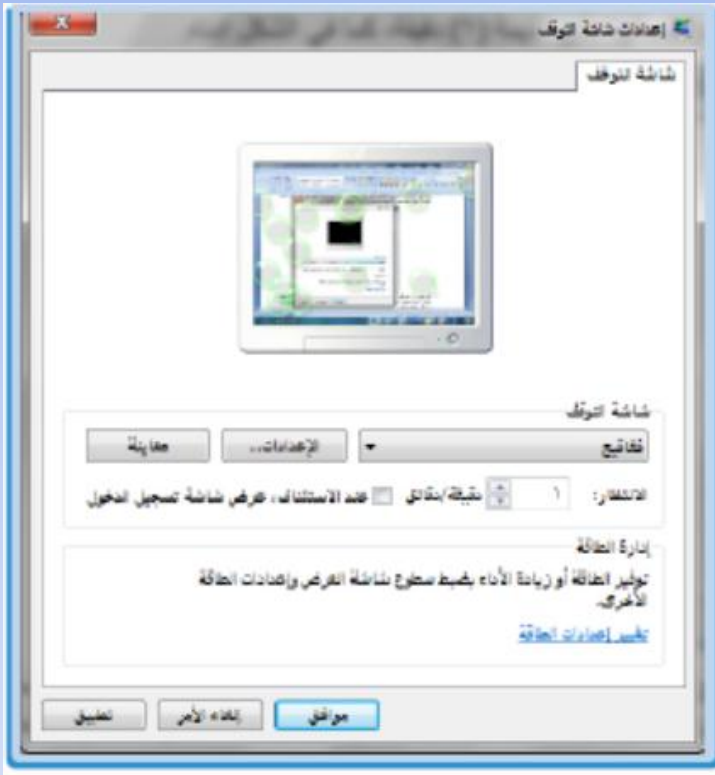 إعدادات شاشة التوقف
شاشة التوقف
شاشة التوقف
فقاقيع
الإعدادات...
معاينة
الانتظار: ١ دقيقة/دقائق عند الاستئناف، عرض شاشة تسجيل الدخول
إدارة الطاقة
توفير الطاقة أو زيادة الأداء بضبط سطوع شاشة العرض وإعدادات الطاقة
الأخرى.
تغيير إعدادات الطاقة
موافق
إلغاء الأمر
تطبيق